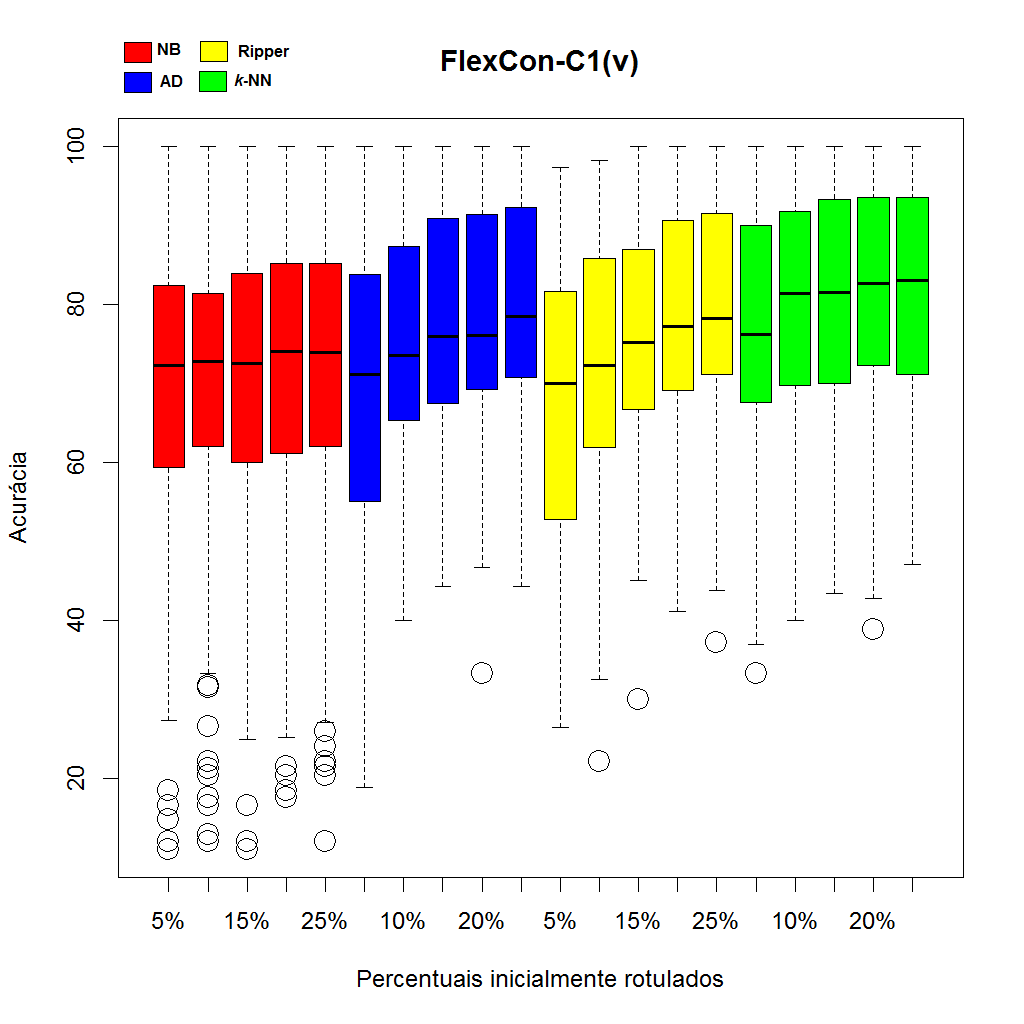 NB Ripper
AD k-NN
FlexCon-C1(v)
100
80
60
40
20
Acurácia
5% 15% 25% 10% 20% 5% 15% 25% 10% 20%
Percentuais inicialmente rotulados